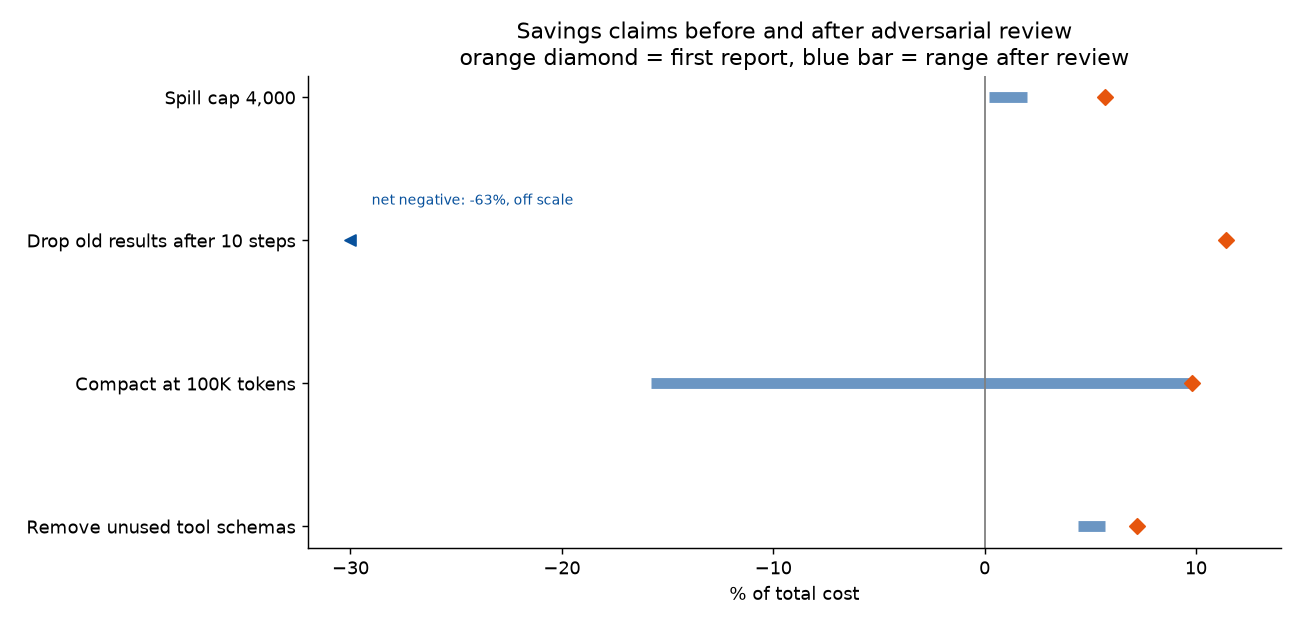 Savings claims before and after adversarial review
orange diamond = first report, blue bar = range after review
Spill cap 4,000
net negative: -63%, off scale
Drop old results after 10 steps
Compact at 100K tokens
Remove unused tool schemas
−30 −20 −10 0 10
% of total cost